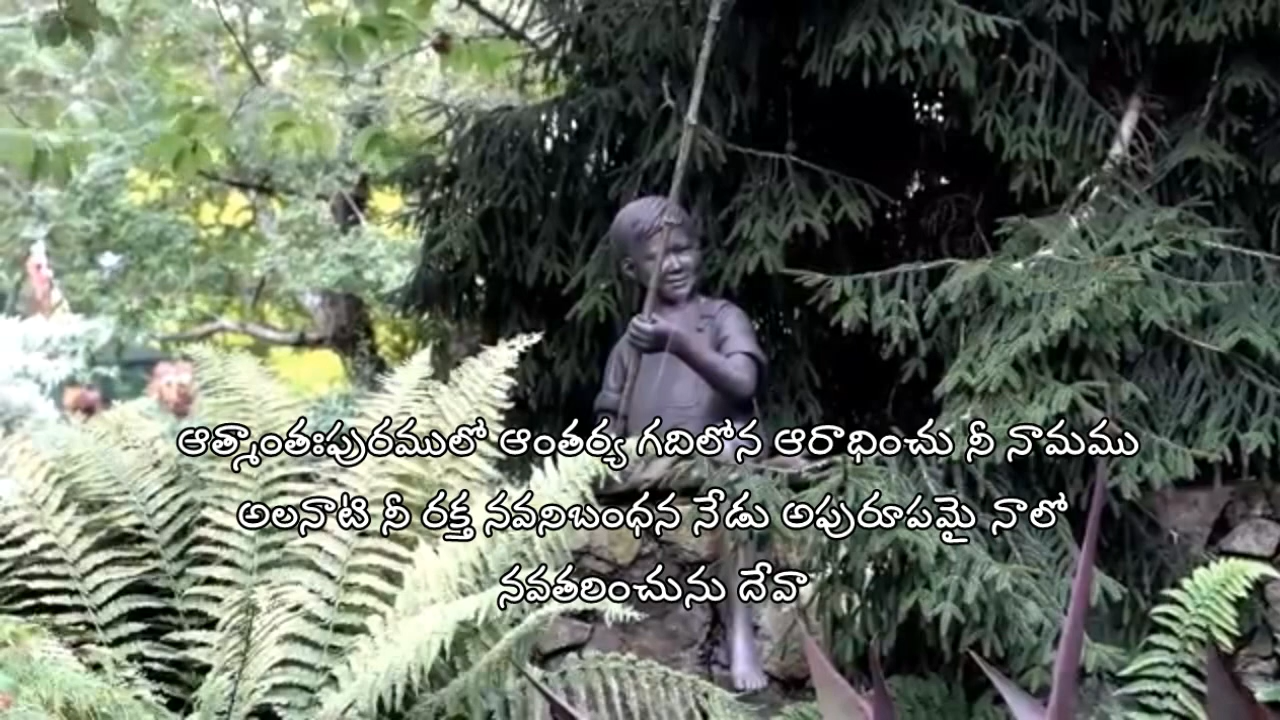 ఆత్మాంతఃపురములో ఆంతర్య గదిలోన ఆరాధించు నీ నామము
అలనాటి నీ రక్త నవనిబంధన నేడు అపురూపమై నాలో
నవతరించును దేవా